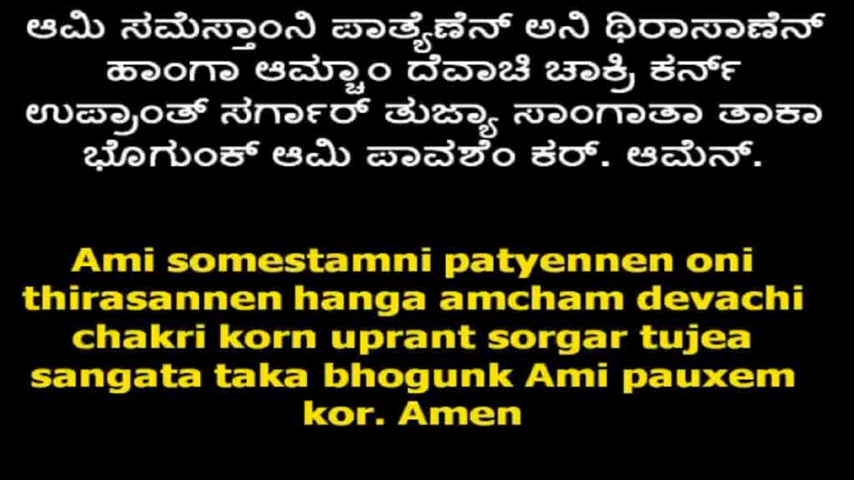 ಆಮಿ ಸಮೆಸ್ತಾಂನಿ ಪಾತ್ಯೆಣೆನ್ ಅನಿ ಥಿರಾಸಾಣೆನ್
ಹಾಂಗಾ ಆಮ್ಚಾಂ ದೆವಾಚಿ ಚಾಕ್ರಿ ಕರ್ನ್
ಉಪ್ರಾಂತ್ ಸರ್ಗಾರ್ ತುಜ್ಯಾ ಸಾಂಗಾತಾ ತಾಕಾ
ಭೊಗುಂಕ್ ಆಮಿ ಪಾವಶೆಂ ಕರ್. ಆಮೆನ್.
Ami somestamni patyennen oni
thirasannen hanga amcham devachi
chakri korn uprant sorgar tujea
sangata taka bhogunk Ami pauxem
kor. Amen